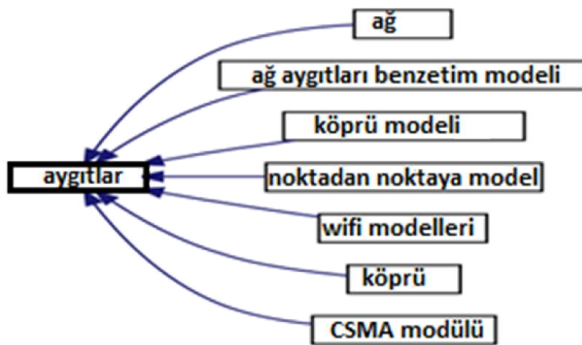 ağ
ağ aygıtları benzetim modeli
köprü modeli
aygıtlar
noktadan noktaya model
wifi modelleri
köprü
CSMA modülü